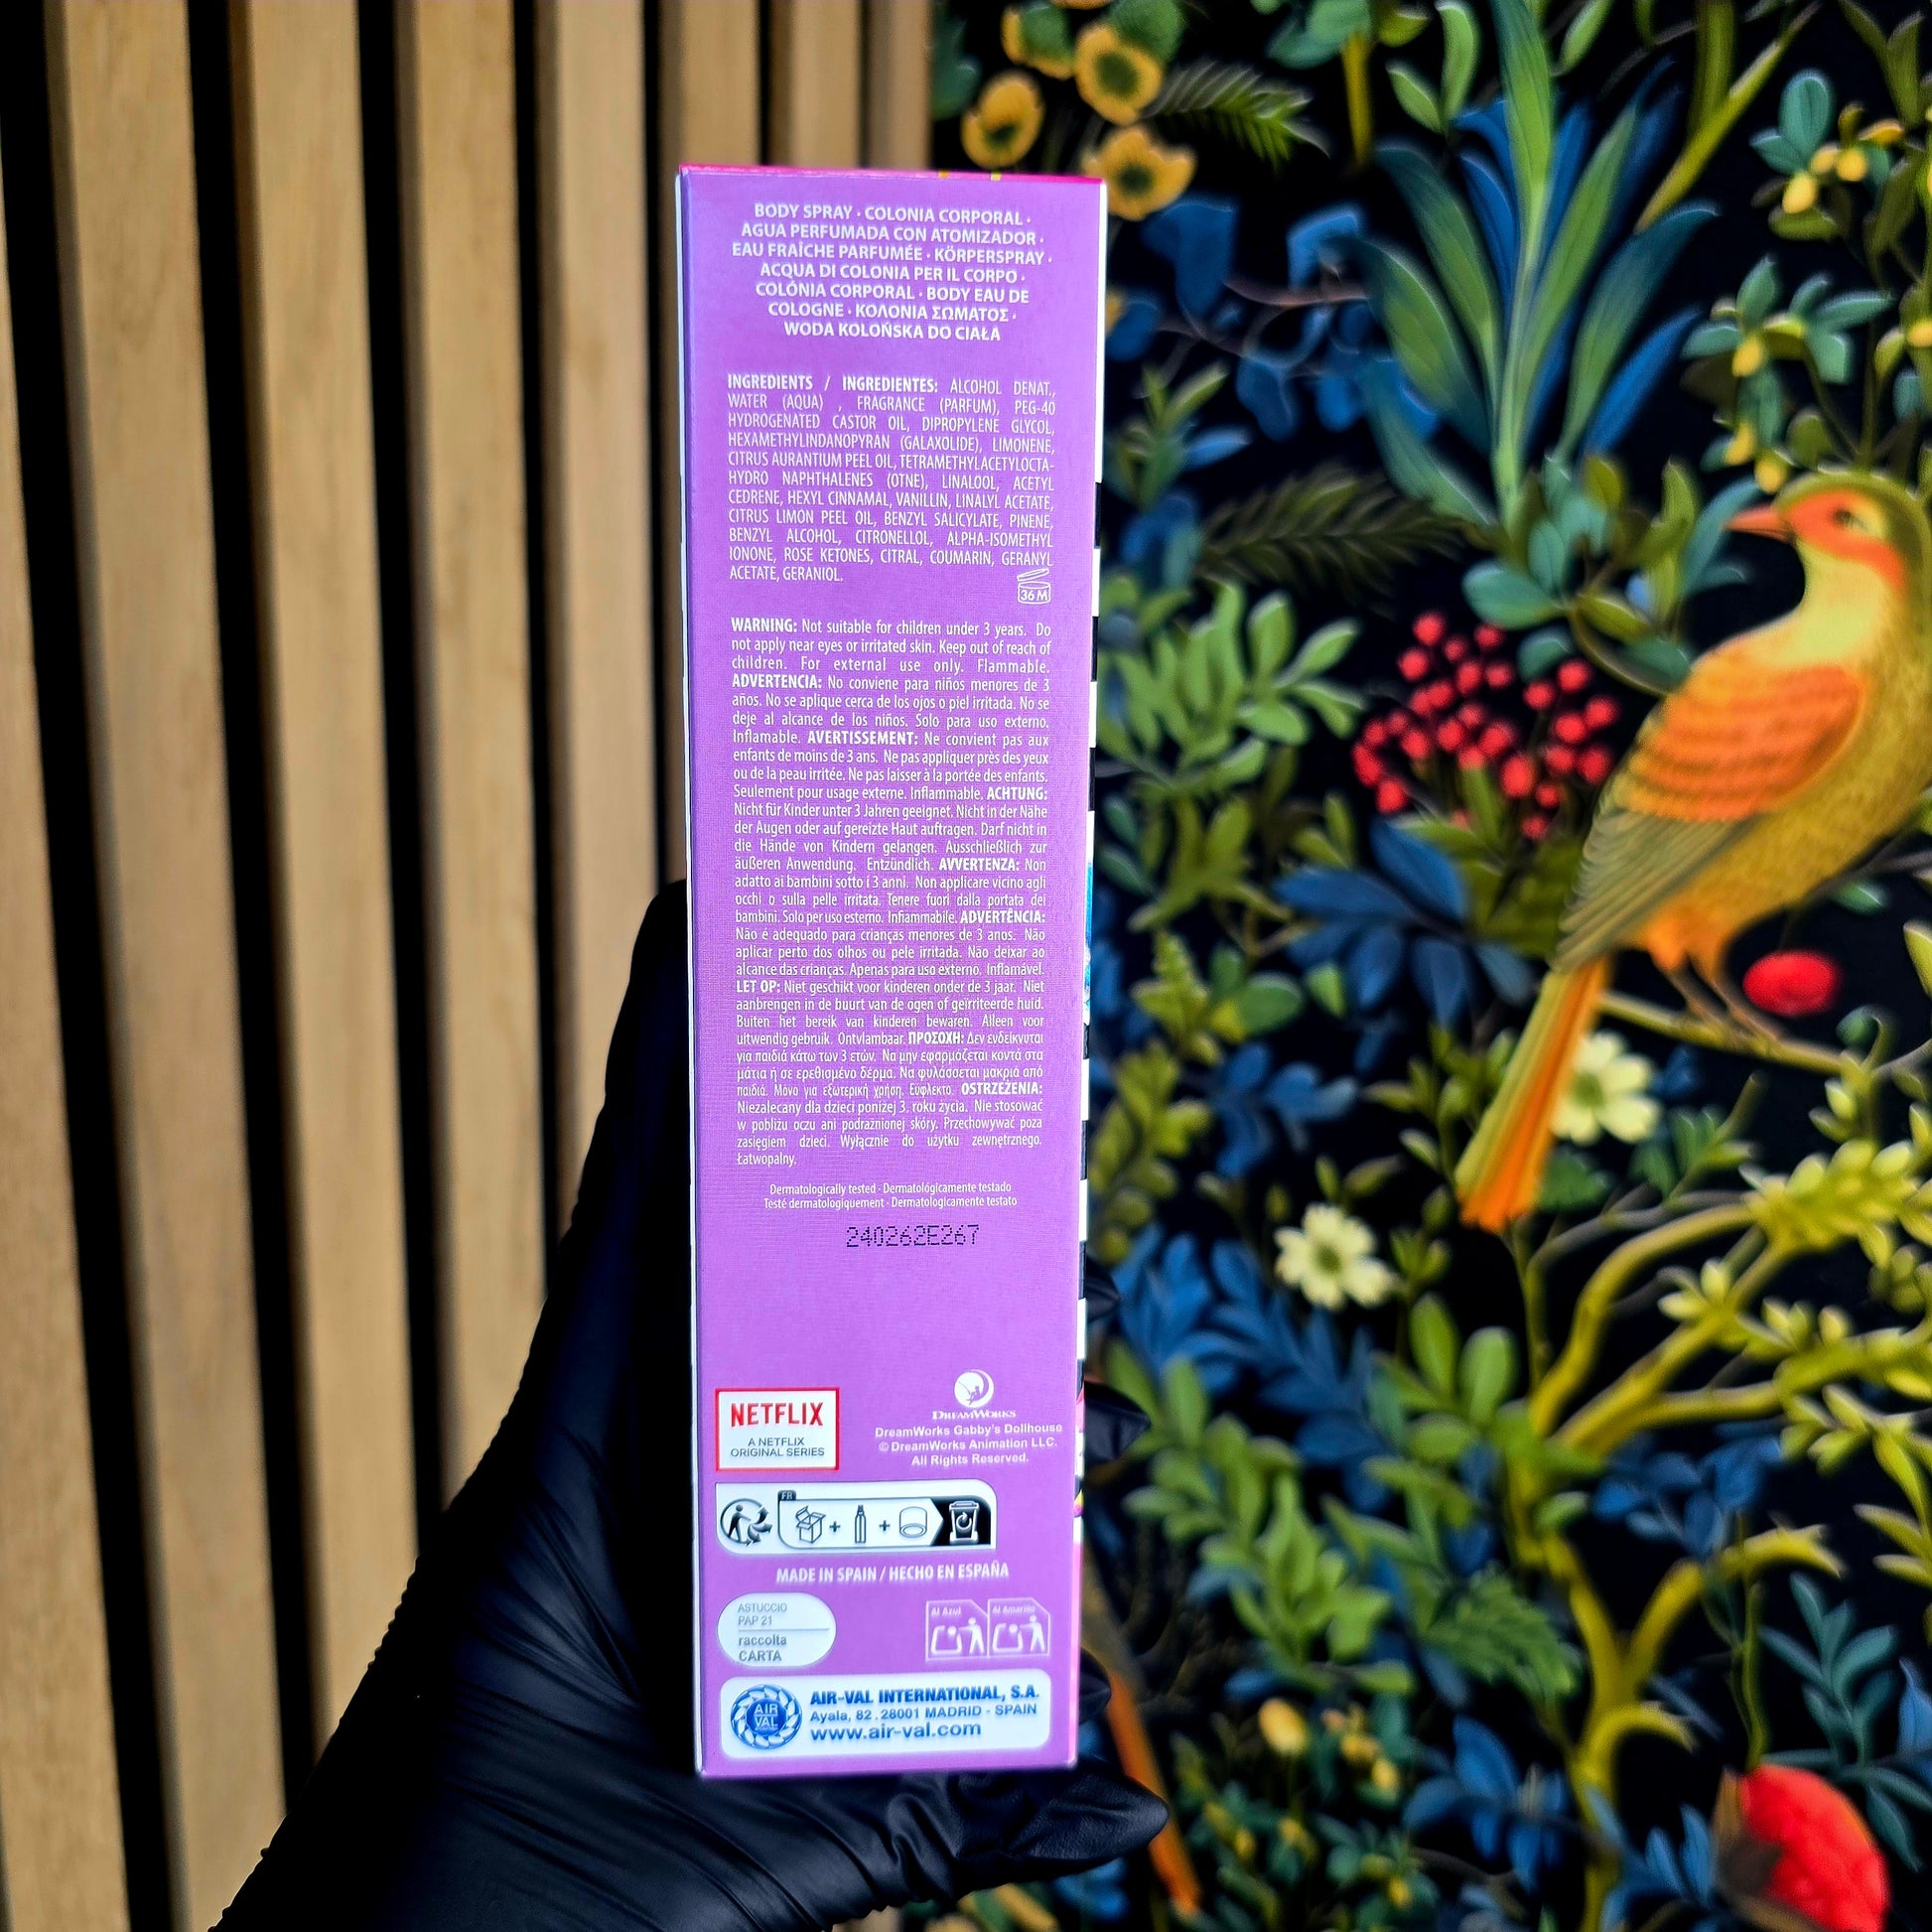 BODY SPRAY · COLONIA CORPORAL ·
AGUA PERFUMADA CON ATOMIZADOR ·
EAU FRAÎCHE PARFUMÉE · KÖRPERSPRAY ·
ACQUA DI COLONIA PER IL CORPO ·
COLÓNIA CORPORAL · BODY EAU DE
COLOGNE · ΚΟΛΟΝΙΑ ΣΩΜΑΤΟΣ ·
WODA KOLOŃSKA DO CIAŁA
INGREDIENTS / INGREDIENTES: ALCOHOL DENAT.,
WATER (AQUA) , FRAGRANCE (PARFUM), PEG-40
HYDROGENATED CASTOR OIL, DIPROPYLENE GLYCOL,
HEXAMETHYLINDANOPYRAN (GALAXOLIDE), LIMONENE,
CITRUS AURANTIUM PEEL OIL, TETRAMETHYLACETYLOCTA-
HYDRO NAPHTHALENES (OTNE), LINALOOL, ACETYL
CEDRENE, HEXYL CINNAMAL, VANILLIN, LINALYL ACETATE,
CITRUS LIMON PEEL OIL, BENZYL SALICYLATE, PINENE,
BENZYL ALCOHOL, CITRONELLOL, ALPHA-ISOMETHYL
IONONE, ROSE KETONES, CITRAL, COUMARIN, GERANYL
ACETATE, GERANIOL.
36 M
WARNING: Not suitable for children under 3 years. Do
not apply near eyes or irritated skin. Keep out of reach of
children. For external use only. Flammable.
ADVERTENCIA: No conviene para niños menores de 3
años. No se aplique cerca de los ojos o piel irritada. No se
deje al alcance de los niños. Solo para uso externo.
Inflamable. AVERTISSEMENT: Ne convient pas aux
enfants de moins de 3 ans. Ne pas appliquer près des yeux
ou de la peau irritée. Ne pas laisser à la portée des enfants.
Seulement pour usage externe. Inflammable. ACHTUNG:
Nicht für Kinder unter 3 Jahren geeignet. Nicht in der Nähe
der Augen oder auf gereizte Haut auftragen. Darf nicht in
die Hände von Kindern gelangen. Ausschließlich zur
äußeren Anwendung. Entzündlich. AVVERTENZA: Non
adatto ai bambini sotto i 3 anni. Non applicare vicino agli
occhi o sulla pelle irritata. Tenere fuori dalla portata dei
bambini. Solo per uso esterno. Infiammabile. ADVERTÊNCIA:
Não é adequado para crianças menores de 3 anos. Não
aplicar perto dos olhos ou pele irritada. Não deixar ao
alcance das crianças. Apenas para uso externo. Inflamável.
LET OP: Niet geschikt voor kinderen onder de 3 jaar. Niet
aanbrengen in de buurt van de ogen of geïrriteerde huid.
Buiten het bereik van kinderen bewaren. Alleen voor
uitwendig gebruik. Ontvlambaar. ΠΡΟΣΟΧΗ: Δεν ενδείκνυται
για παιδιά κάτω των 3 ετών. Να μην εφαρμόζεται κοντά στα
μάτια ή σε ερεθισμένο δέρμα. Να φυλάσσεται μακριά από
παιδιά. Μόνο για εξωτερική χρήση. Εύφλεκτο. OSTRZEŻENIA:
Niezalecany dla dzieci poniżej 3. roku życia. Nie stosować
w pobliżu oczu ani podrażnionej skóry. Przechowywać poza
zasięgiem dzieci. Wyłącznie do użytku zewnętrznego.
Łatwopalny.
Dermatologically tested - Dermatológicamente testado
Testé dermatologiquement - Dermatologicamente testato
240262E267
NETFLIX
A NETFLIX
ORIGINAL SERIES
DREAMWORKS
DreamWorks Gabby's Dollhouse
© DreamWorks Animation LLC.
All Rights Reserved.
FR
+ +
MADE IN SPAIN / HECHO EN ESPAÑA
ASTUCCIO
PAP 21
raccolta
CARTA
Al Azul Al Amarillo
AIR VAL
AIR-VAL INTERNATIONAL, S.A.
Ayala, 82 . 28001 MADRID - SPAIN
www.air-val.com